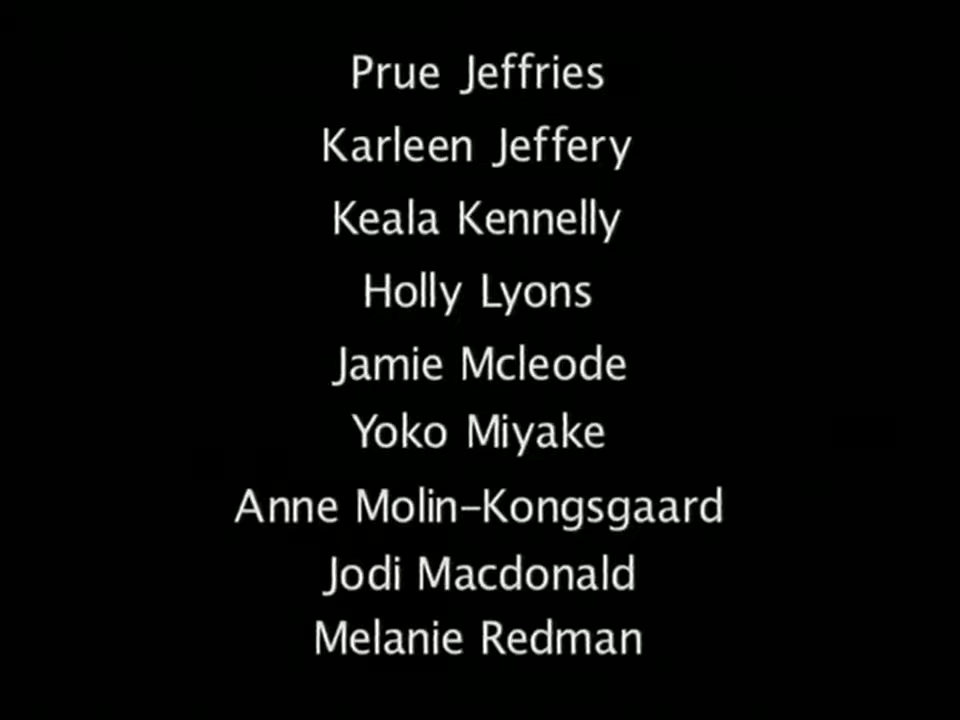 Prue Jeffries
Karleen Jeffery
Keala Kennelly
Holly Lyons
Jamie Mcleode
Yoko Miyake
Anne Molin-Kongsgaard
Jodi Macdonald
Melanie Redman